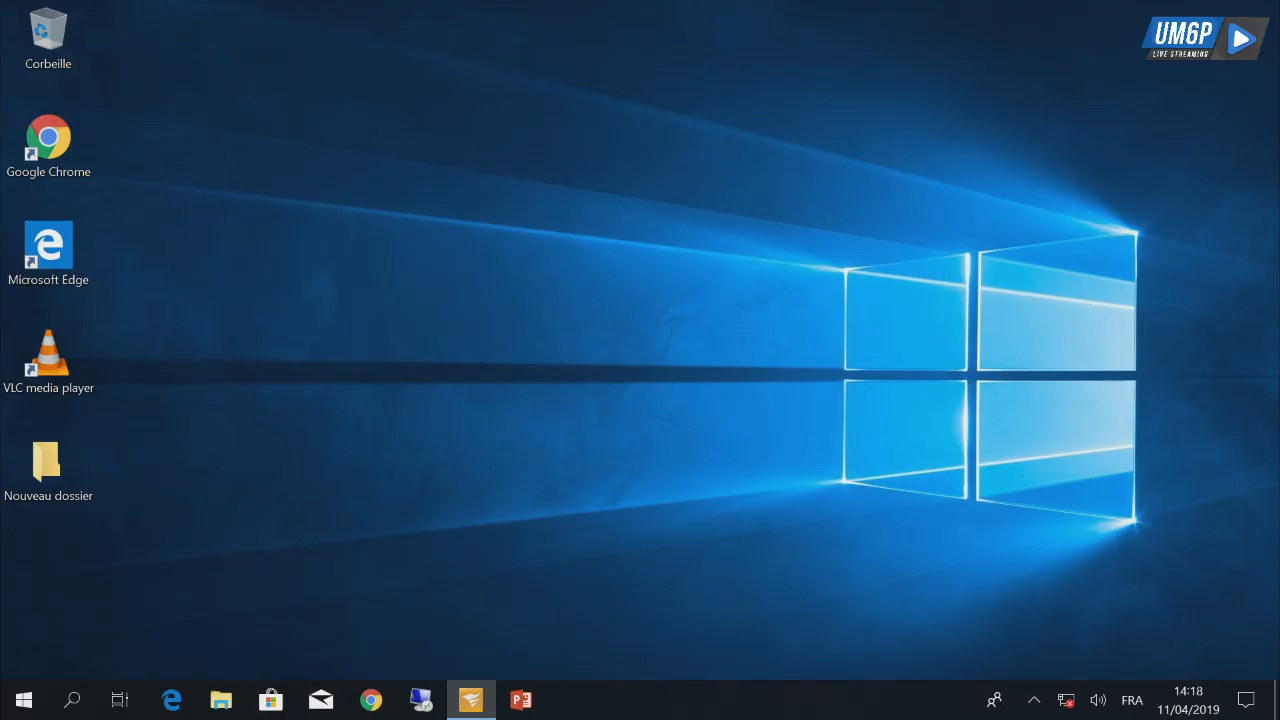 Corbeille
UM6P
LIVE STREAMING
Google Chrome
Microsoft Edge
VLC media player
Nouveau dossier
FRA
14:18
11/04/2019